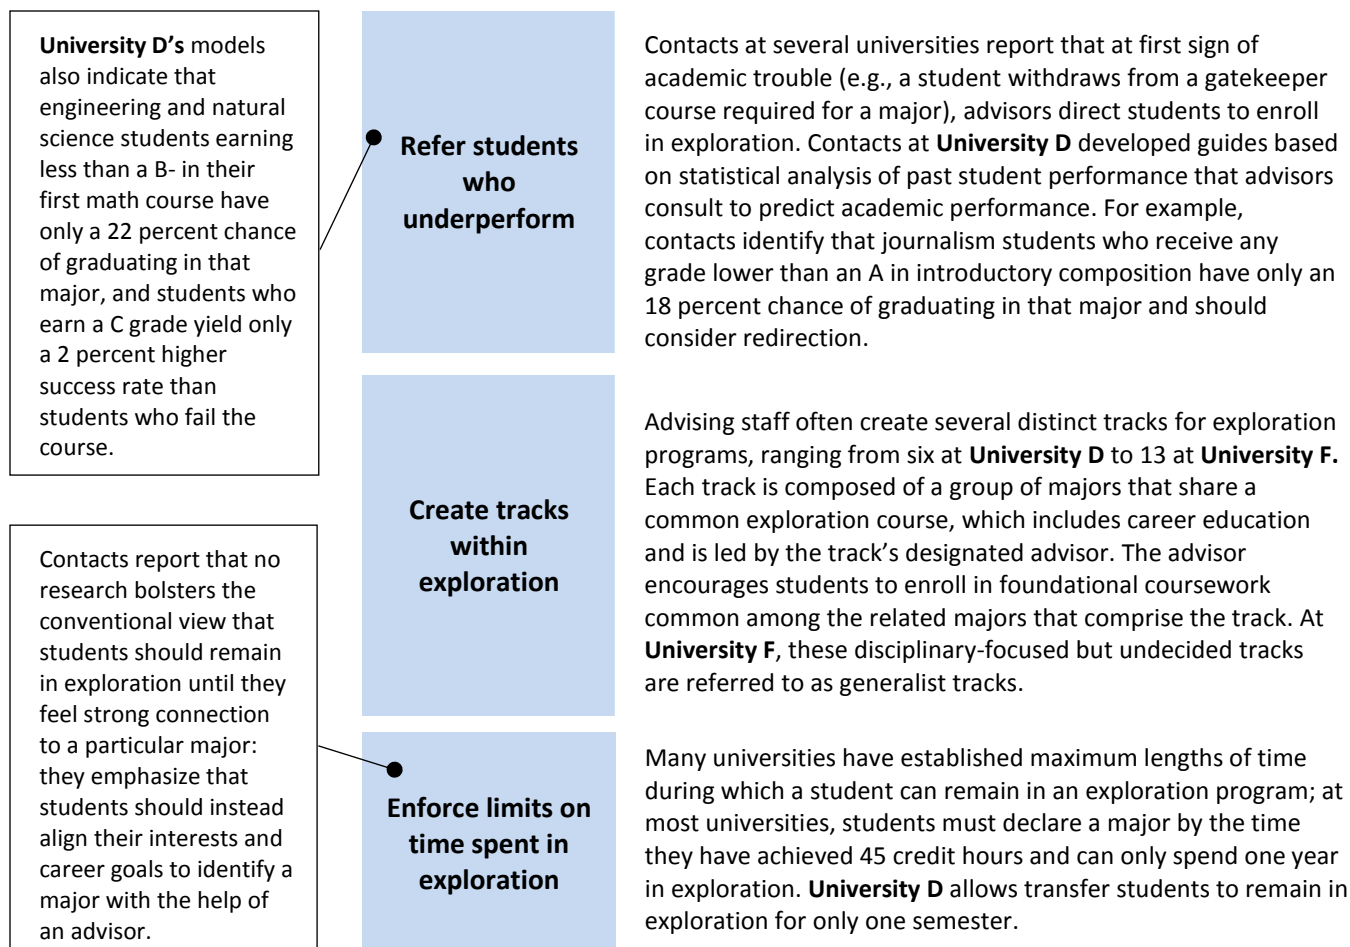 University D’s models
also indicate that
engineering and natural
science students earning
less than a B- in their
first math course have
only a 22 percent chance
of graduating in that
major, and students who
earn a C grade yield only
a 2 percent higher
success rate than
students who fail the
course.
Refer students
who
underperform
Contacts at several universities report that at first sign of
academic trouble (e.g., a student withdraws from a gatekeeper
course required for a major), advisors direct students to enroll
in exploration. Contacts at University D developed guides based
on statistical analysis of past student performance that advisors
consult to predict academic performance. For example,
contacts identify that journalism students who receive any
grade lower than an A in introductory composition have only an
18 percent chance of graduating in that major and should
consider redirection.
Create tracks
within
exploration
Advising staff often create several distinct tracks for exploration
programs, ranging from six at University D to 13 at University F.
Each track is composed of a group of majors that share a
common exploration course, which includes career education
and is led by the track’s designated advisor. The advisor
encourages students to enroll in foundational coursework
common among the related majors that comprise the track. At
University F, these disciplinary-focused but undecided tracks
are referred to as generalist tracks.
Contacts report that no
research bolsters the
conventional view that
students should remain
in exploration until they
feel strong connection
to a particular major:
they emphasize that
students should instead
align their interests and
career goals to identify a
major with the help of
an advisor.
Enforce limits on
time spent in
exploration
Many universities have established maximum lengths of time
during which a student can remain in an exploration program; at
most universities, students must declare a major by the time
they have achieved 45 credit hours and can only spend one year
in exploration. University D allows transfer students to remain in
exploration for only one semester.